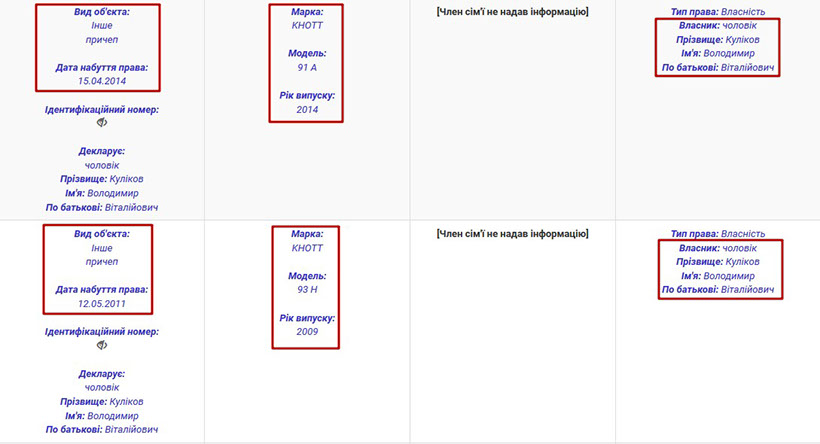 Вид об'єкта:
Інше
причеп
Дата набуття права:
15.04.2014
Ідентифікаційний номер:
Декларує:
чоловік
Прізвище: Куліков
Ім'я: Володимир
По батькові: Віталійович
Марка:
КНОТТ
Модель:
91 А
Рік випуску:
2014
[Член сім'ї не надав інформацію]
Тип права: Власність
Власник: чоловік
Прізвище: Куліков
Ім'я: Володимир
По батькові: Віталійович
Вид об'єкта:
Інше
причеп
Дата набуття права:
12.05.2011
Ідентифікаційний номер:
Декларує:
чоловік
Прізвище: Куліков
Ім'я: Володимир
По батькові: Віталійович
Марка:
КНОТТ
Модель:
93 Н
Рік випуску:
2009
[Член сім'ї не надав інформацію]
Тип права: Власність
Власник: чоловік
Прізвище: Куліков
Ім'я: Володимир
По батькові: Віталійович